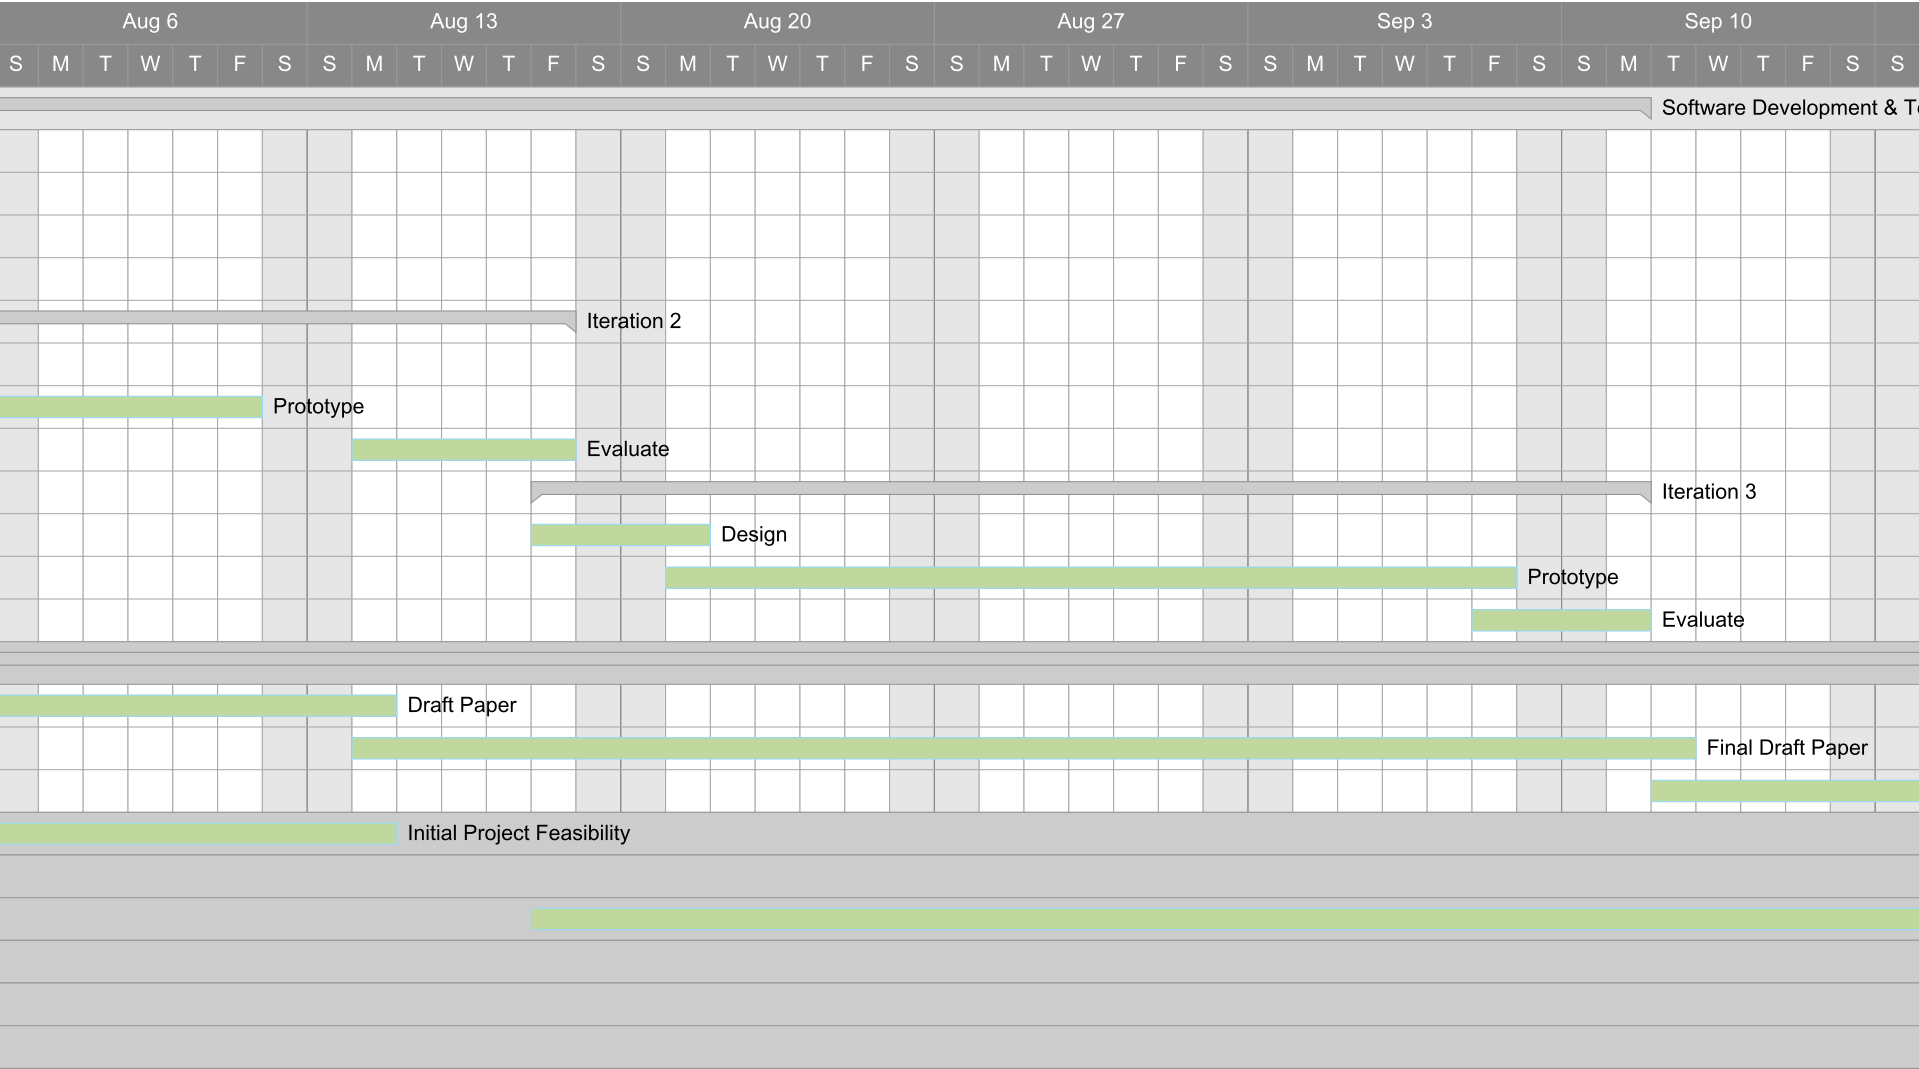 Aug 6 Aug 13 Aug 20 Aug 27 Sep 3 Sep 10
S M T W T F S S M T W T F S S M T W T F S S M T W T F S S M T W T F S S M T W T F S S
Software Development &
Iteration 2
Prototype
Evaluate
Iteration 3
Design
Prototype
Evaluate
Draft Paper
Final Draft Paper
Initial Project Feasibility